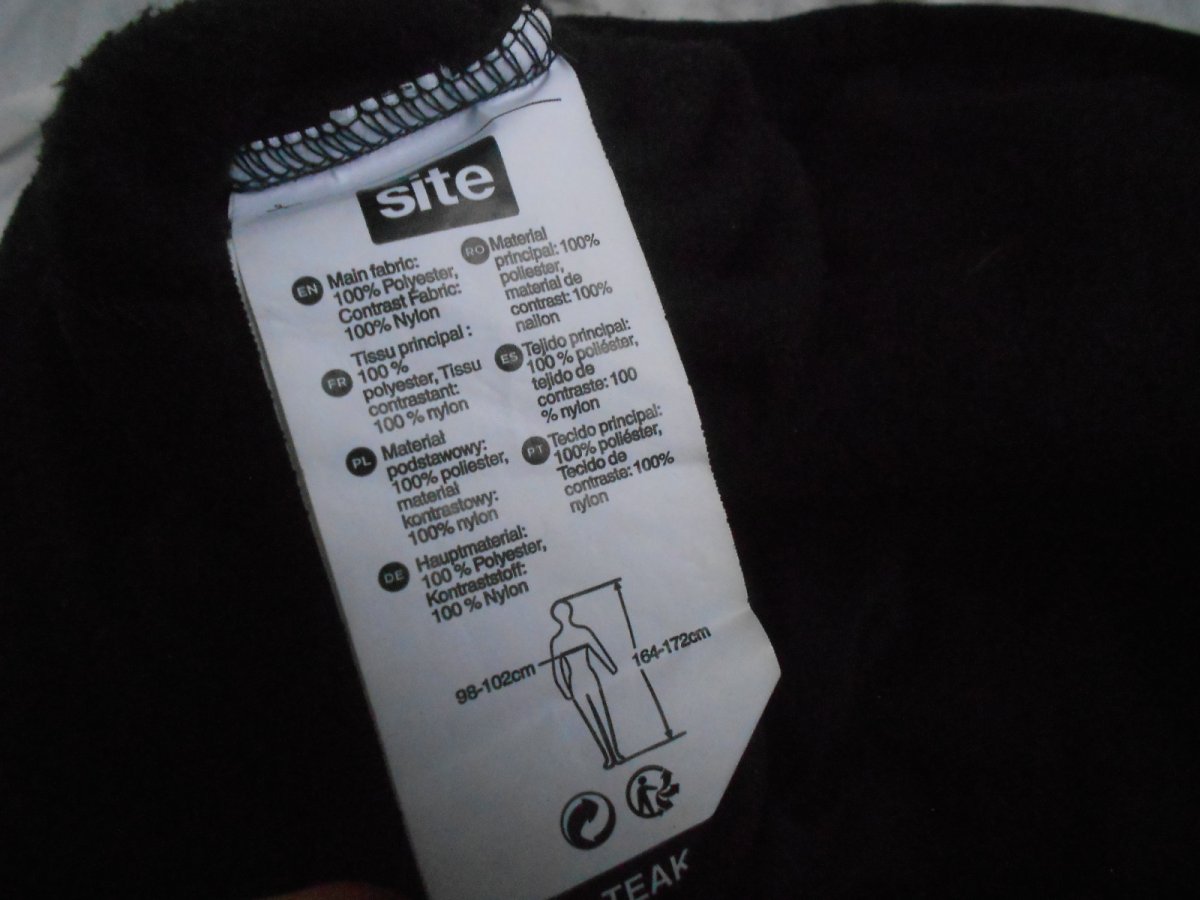 site
EN Main fabric:
100% Polyester,
Contrast Fabric:
100% Nylon
FR Tissu principal :
100 %
polyester, Tissu
contrastant:
100 % nylon
PL Materiał
podstawowy:
100% poliester,
materiał
kontrastowy:
100% nylon
DE Hauptmaterial:
100 % Polyester,
Kontraststoff:
100 % Nylon
RO Material
principal: 100%
poliester,
material de
contrast: 100%
nailon
ES Tejido principal:
100 % poliéster,
tejido de
contraste: 100
% nylon
PT Tecido principal:
100% poliéster,
Tecido de
contraste: 100%
nylon
98-102cm
164-172cm
TEAK